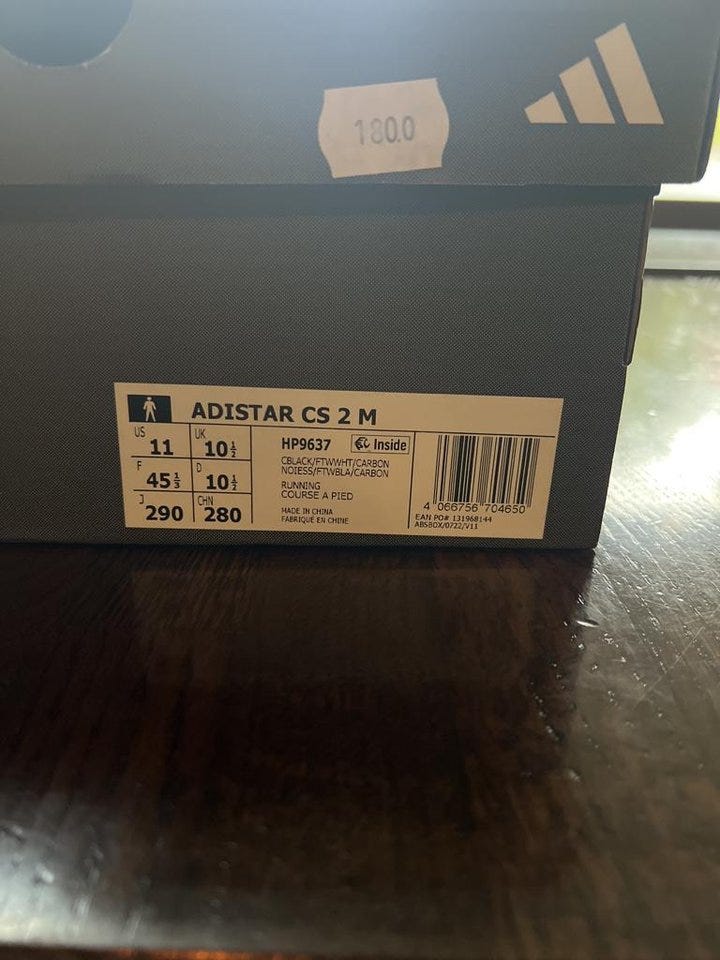 180.0
ADISTAR CS 2 M
US 11 UK 10½
F 45⅓ D 10½
J 290 CHN 280
HP9637 Inside
CBLACK/FTWWHT/CARBON
NOIESS/FTWBLA/CARBON
RUNNING
COURSE A PIED
MADE IN CHINA
FABRIQUÉ EN CHINE
4 066756 704650
EAN PO# 131968144
ABSBOX/0722/V11